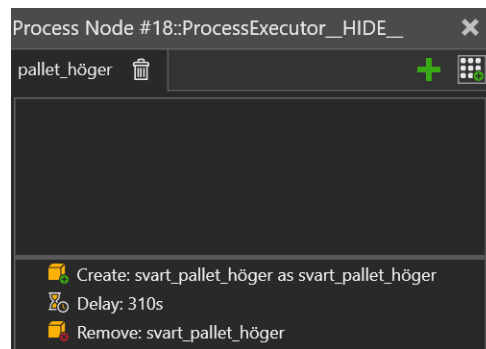 Process Node #18::ProcessExecutor__HIDE__
pallet_höger
Create: svart_pallet_höger as svart_pallet_höger
Delay: 310s
Remove: svart_pallet_höger